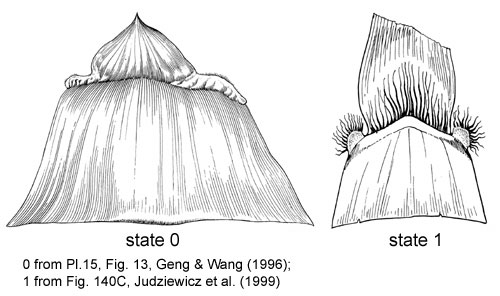 state 0
state 1
0 from Pl.15, Fig. 13, Geng & Wang (1996);
1 from Fig. 140C, Judziewicz et al. (1999)